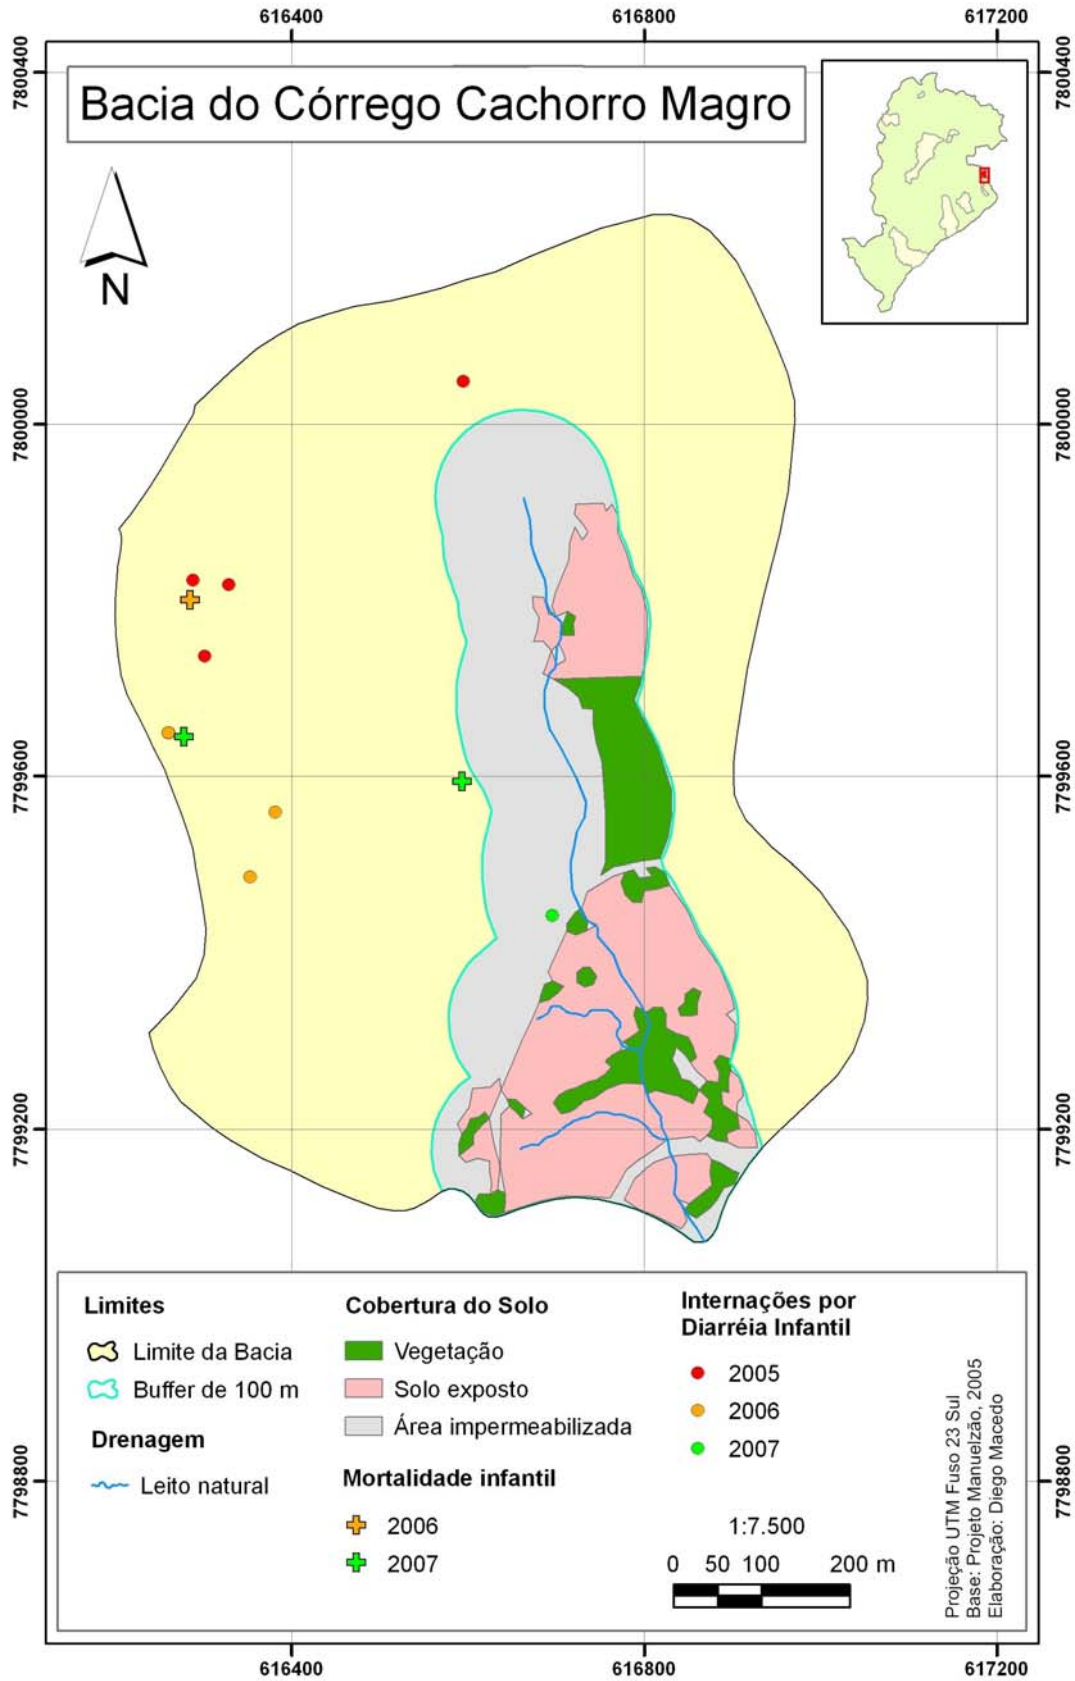 616400
616800
617200
7800400
7800400
Bacia do Córrego Cachorro Magro
N
7800000
7800000
7799600
7799600
7799200
7799200
7798800
7798800
Limites
Limite da Bacia
Buffer de 100 m
Drenagem
Leito natural
Cobertura do Solo
Vegetação
Solo exposto
Área impermeabilizada
Mortalidade infantil
2006
2007
Internações por
Diarréia Infantil
2005
2006
2007
1:7.500
0 50 100 200 m
Projeção UTM Fuso 23 Sul
Base: Projeto Manuelzão, 2005
Elaboração: Diego Macedo
616400
616800
617200